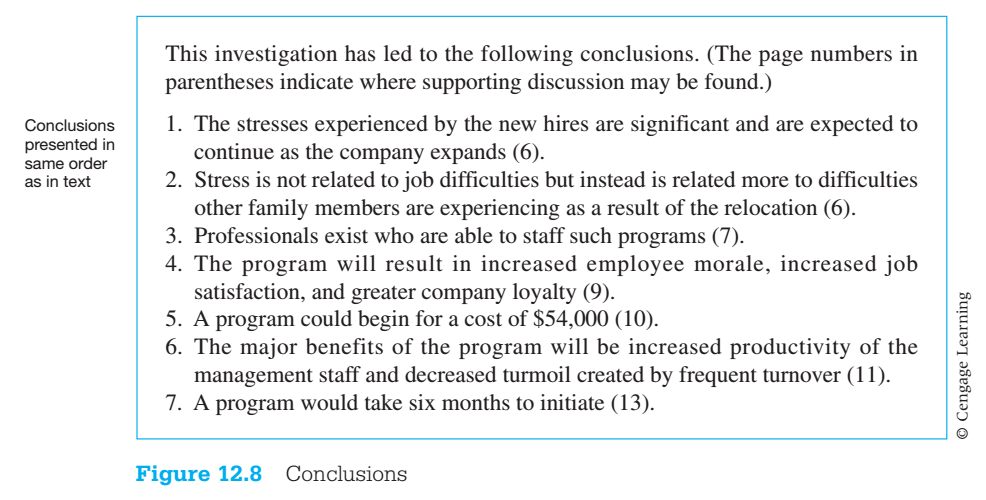 This investigation has led to the following conclusions. (The page numbers in
parentheses indicate where supporting discussion may be found.)
Conclusions
presented in
same order
as in text
1. The stresses experienced by the new hires are significant and are expected to
continue as the company expands (6).
2. Stress is not related to job difficulties but instead is related more to difficulties
other family members are experiencing as a result of the relocation (6).
3. Professionals exist who are able to staff such programs (7).
4. The program will result in increased employee morale, increased job
satisfaction, and greater company loyalty (9).
5. A program could begin for a cost of $54,000 (10).
6. The major benefits of the program will be increased productivity of the
management staff and decreased turmoil created by frequent turnover (11).
7. A program would take six months to initiate (13).
© Cengage Learning
Figure 12.8 Conclusions